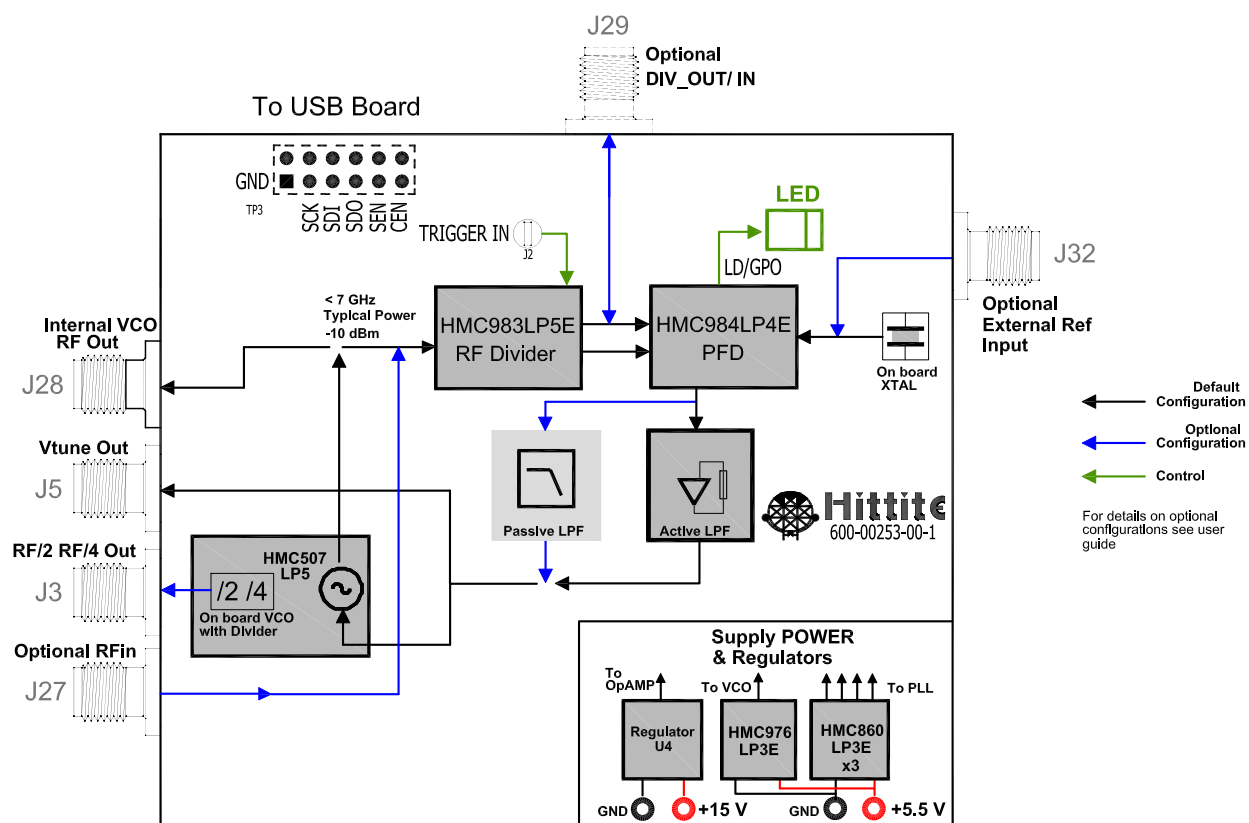 J29
Optional
DIV_OUT/ IN
To USB Board
GND
TP3
SCK
SDI
SDO
SEN
CEN
TRIGGER IN
J2
LED
LD/GPO
J32
Optional
External Ref
Input
< 7 GHz
Typical Power
-10 dBm
HMC983LP5E
RF Divider
HMC984LP4E
PFD
On board
XTAL
Internal VCO
RF Out
J28
Default
Configuration
Optional
Configuration
Control
For details on optional
configurations see user
guide
Vtune Out
J5
Passive LPF
Active LPF
Hittite
600-00253-00-1
RF/2 RF/4 Out
J3
HMC507
LP5
/2 /4
On board VCO
with Divider
Optional RFin
J27
Supply POWER
& Regulators
To
OpAMP
To VCO
To PLL
Regulator
U4
HMC976
LP3E
HMC860
LP3E
x3
GND
+15 V
GND
+5.5 V